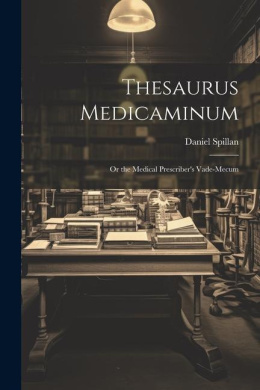 Thesaurus
Medicaminum
Daniel Spillan
Or the Medical Prescriber's Vade-Mecum